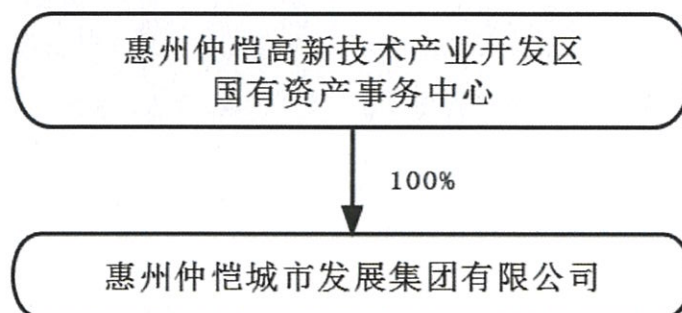 惠州仲恺高新技术产业开发区
国有资产事务中心
100%
惠州仲恺城市发展集团有限公司